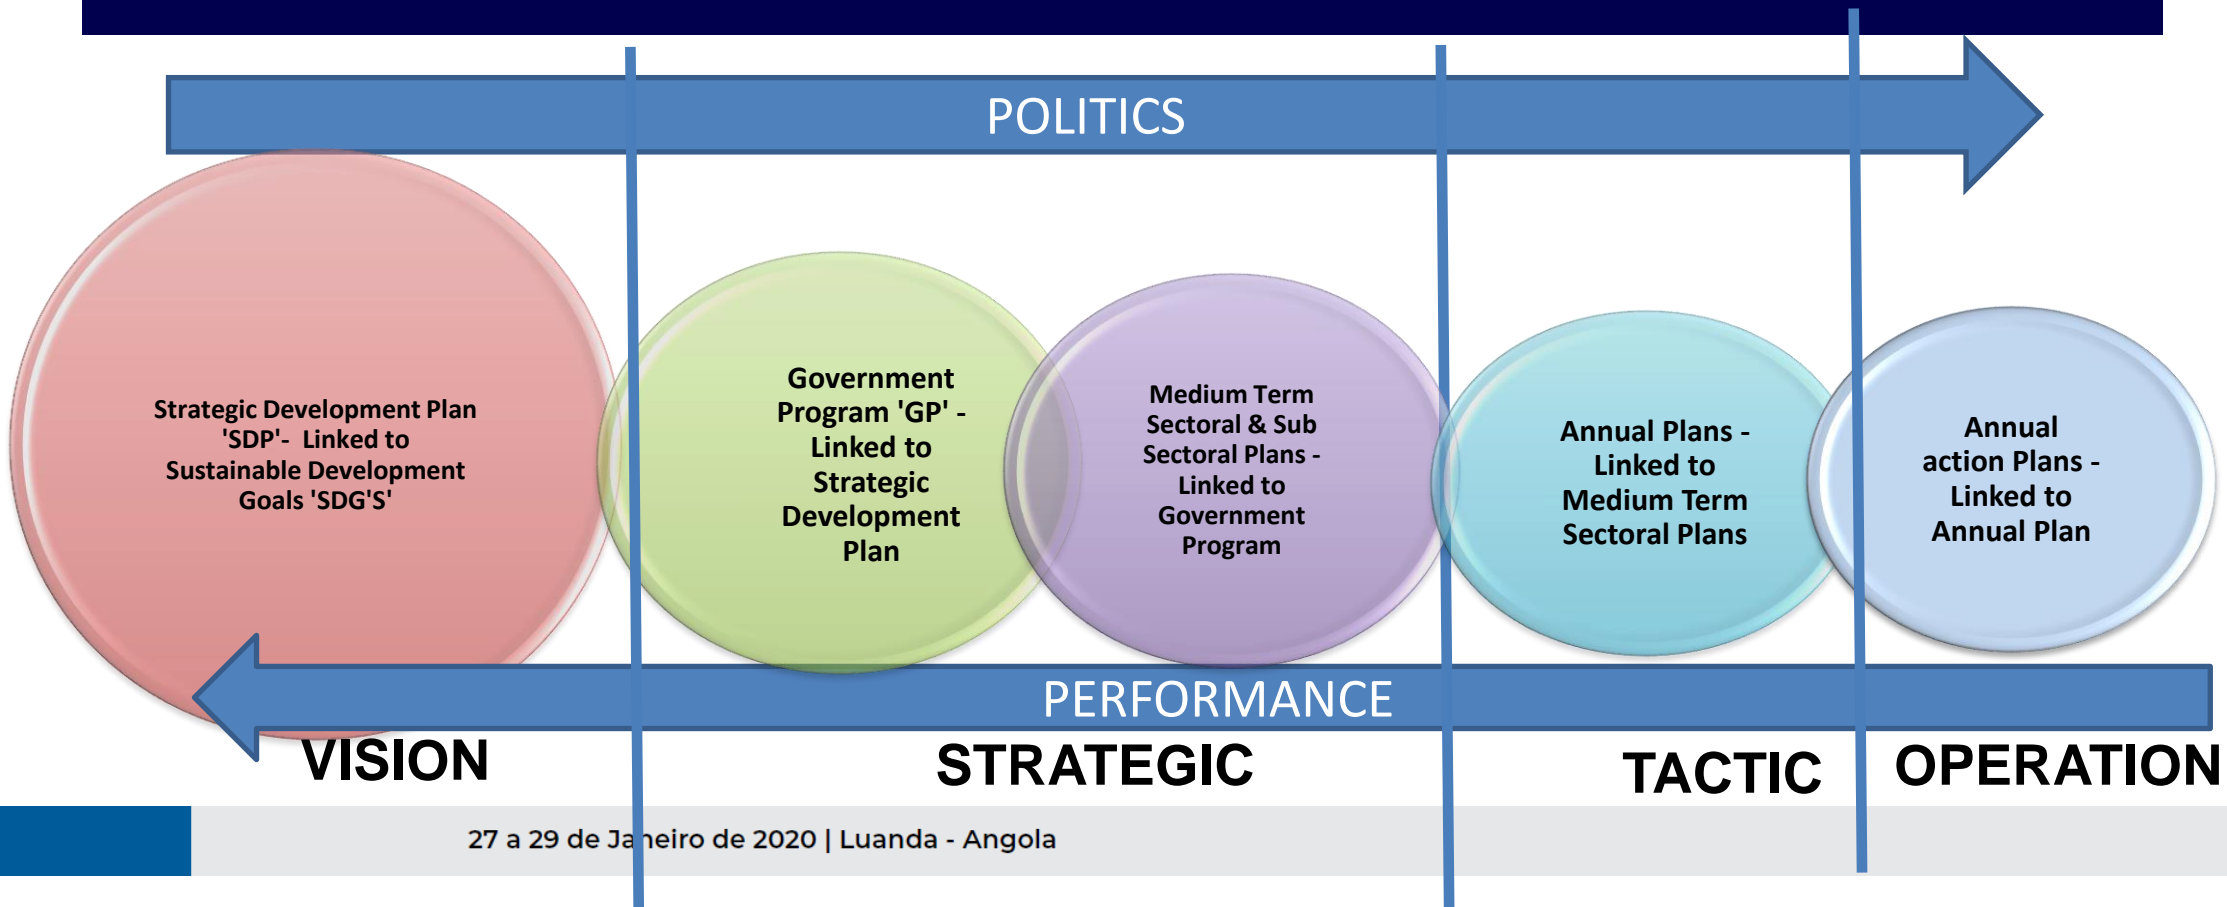 POLITICS
Strategic Development Plan
'SDP'- Linked to
Sustainable Development
Goals 'SDG'S'
Government
Program 'GP' -
Linked to
Strategic
Development
Plan
Medium Term
Sectoral & Sub
Sectoral Plans -
Linked to
Government
Program
Annual Plans -
Linked to
Medium Term
Sectoral Plans
Annual
action Plans -
Linked to
Annual Plan
PERFORMANCE
VISION
STRATEGIC
TACTIC
OPERATION
27 a 29 de Janeiro de 2020 | Luanda - Angola